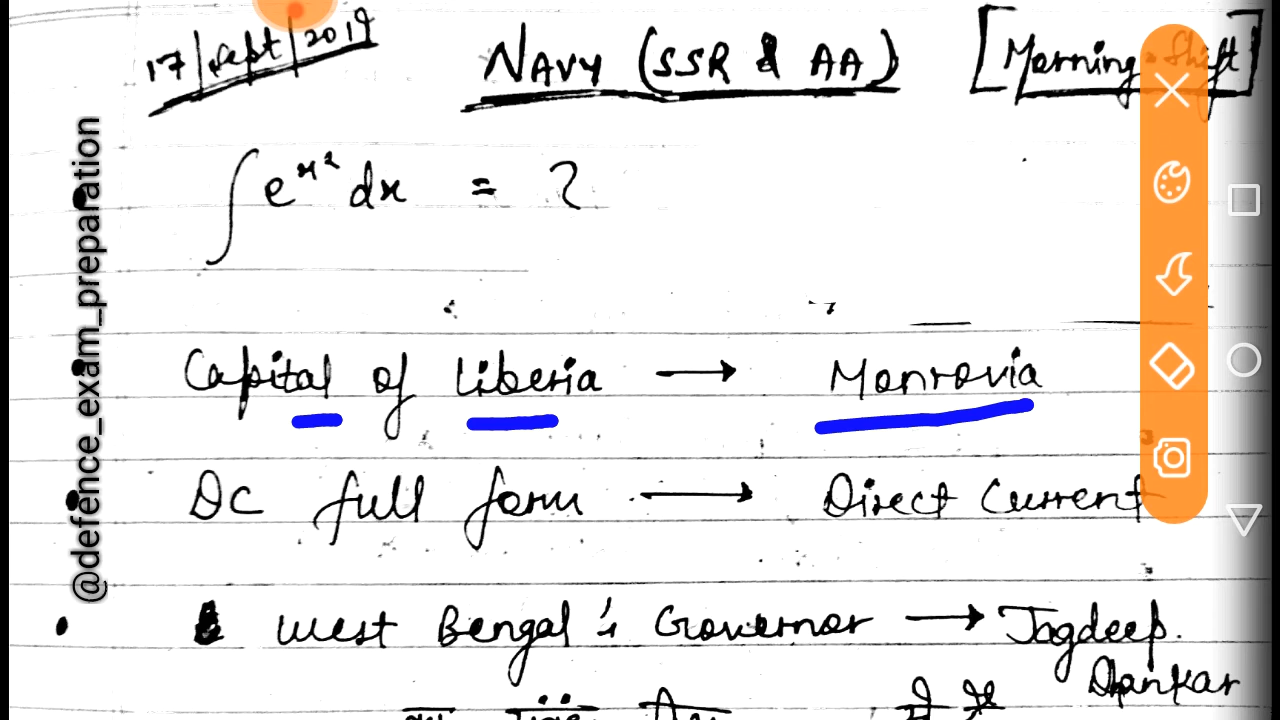 17/Sept/2019 NAVY (SSR & AA) [Morning Shift]
∫e^x² dx = ?
Capital of Liberia → Monrovia
DC full form → Direct Current
West Bengal's Governor → Jagdeep.
Dhankar
@defence_exam_preparation